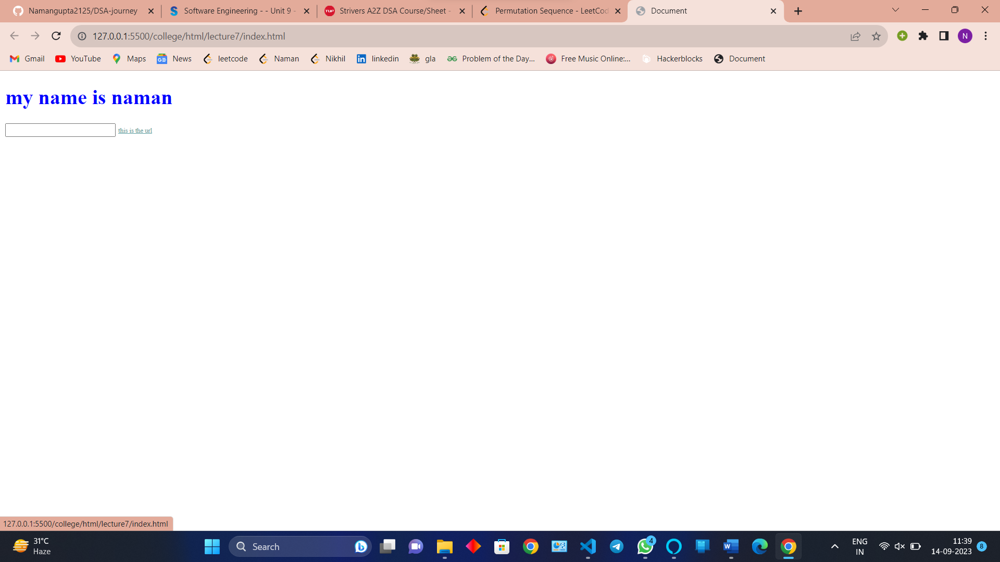 Namangupta2125/DSA-journey
Software Engineering - - Unit 9 -
Strivers A2Z DSA Course/Sheet -
Permutation Sequence - LeetCod
Document
127.0.0.1:5500/college/html/lecture7/index.html
N
Gmail YouTube Maps News leetcode Naman Nikhil linkedin gla Problem of the Day... Free Music Online:... Hackerblocks Document
my name is naman
this is the url
127.0.0.1:5500/college/html/lecture7/index.html
31°C
Haze
Search
4
ENG
IN
11:39
14-09-2023
8